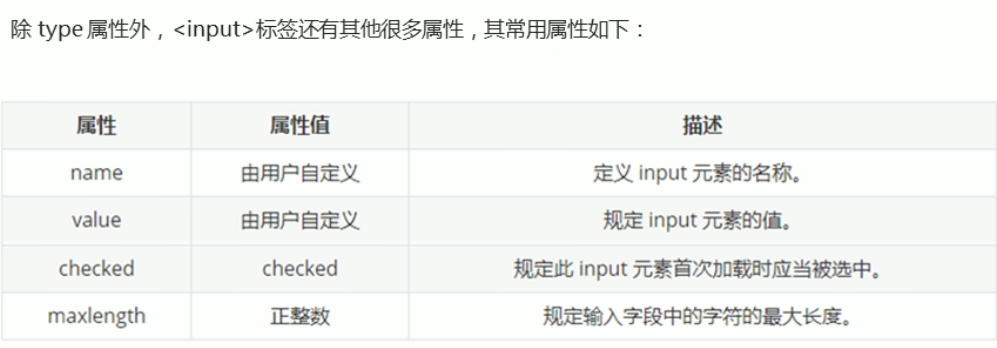 除 type 属性外，<input>标签还有其他很多属性，其常用属性如下：
属性 属性值 描述
name 由用户自定义 定义 input 元素的名称。
value 由用户自定义 规定 input 元素的值。
checked checked 规定此 input 元素首次加载时应当被选中。
maxlength 正整数 规定输入字段中的字符的最大长度。